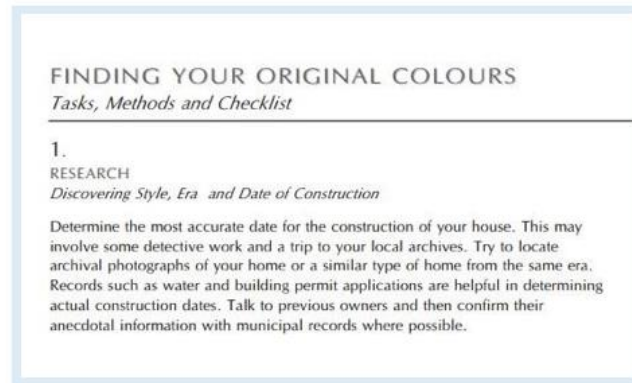 FINDING YOUR ORIGINAL COLOURS
Tasks, Methods and Checklist
1.
RESEARCH
Discovering Style, Era and Date of Construction
Determine the most accurate date for the construction of your house. This may
involve some detective work and a trip to your local archives. Try to locate
archival photographs of your home or a similar type of home from the same era.
Records such as water and building permit applications are helpful in determining
actual construction dates. Talk to previous owners and then confirm their
anecdotal information with municipal records where possible.